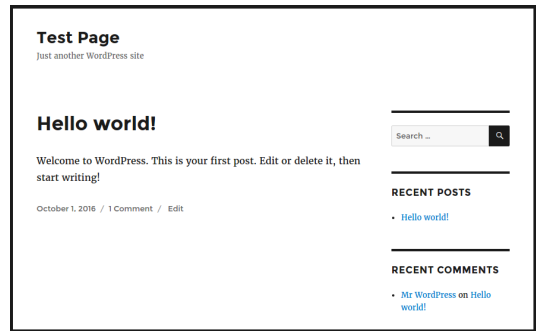 Test Page
Just another WordPress site
Hello world!
Welcome to WordPress. This is your first post. Edit or delete it, then
start writing!
October 1, 2016 / 1 Comment / Edit
Search …
RECENT POSTS
Hello world!
RECENT COMMENTS
Mr WordPress on Hello
world!